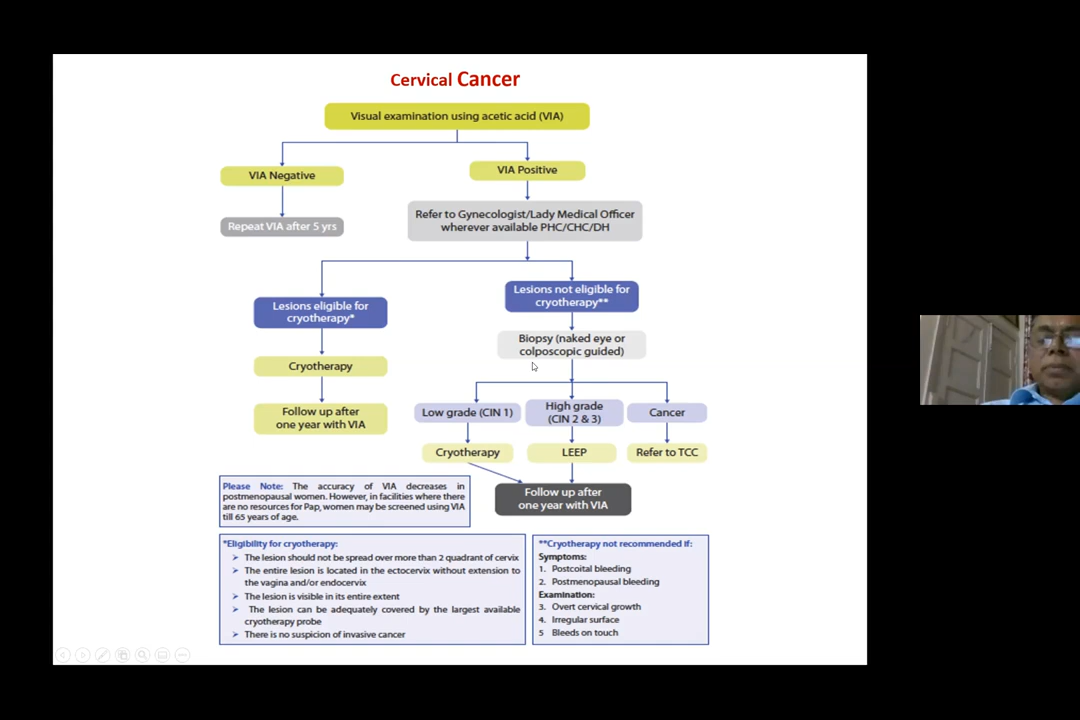 Cervical Cancer
Visual examination using acetic acid (VIA)
VIA Negative
VIA Positive
Repeat VIA after 5 yrs
Refer to Gynecologist/Lady Medical Officer
wherever available PHC/CHC/DH
Lesions eligible for
cryotherapy*
Lesions not eligible for
cryotherapy**
Cryotherapy
Biopsy (naked eye or
colposcopic guided)
Follow up after
one year with VIA
Low grade (CIN 1)
High grade
(CIN 2 & 3)
Cancer
Cryotherapy
LEEP
Refer to TCC
Follow up after
one year with VIA
Please Note: The accuracy of VIA decreases in
postmenopausal women. However, in facilities where there
are no resources for Pap, women may be screened using VIA
till 65 years of age.
*Eligibility for cryotherapy:
The lesion should not be spread over more than 2 quadrant of cervix
The entire lesion is located in the ectocervix without extension to
the vagina and/or endocervix
The lesion is visible in its entire extent
The lesion can be adequately covered by the largest available
cryotherapy probe
There is no suspicion of invasive cancer
**Cryotherapy not recommended if:
Symptoms:
1. Postcoital bleeding
2. Postmenopausal bleeding
Examination:
3. Overt cervical growth
4. Irregular surface
5 Bleeds on touch